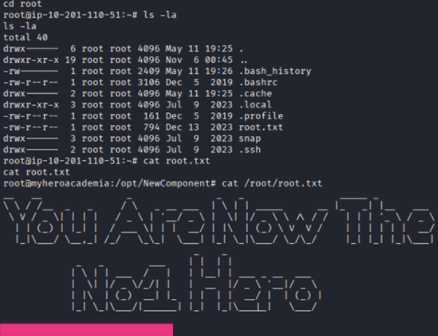 cd root
root@ip-10-201-110-51:~# ls -la
ls -la
total 40
drwx------ 6 root root 4096 May 11 19:25 .
drwxr-xr-x 19 root root 4096 Nov 6 00:45 ..
-rw------- 1 root root 2409 May 11 19:26 .bash_history
-rw-r--r-- 1 root root 3106 Dec 5 2019 .bashrc
drwx------ 2 root root 4096 May 11 19:25 .cache
drwxr-xr-x 3 root root 4096 Jul 9 2023 .local
-rw-r--r-- 1 root root 161 Dec 5 2019 .profile
-rw-r--r-- 1 root root 794 Dec 13 2023 root.txt
drwx------ 3 root root 4096 Jul 9 2023 snap
drwx------ 2 root root 4096 Jul 9 2023 .ssh
root@ip-10-201-110-51:~# cat root.txt
cat root.txt
root@myheroacademia:/opt/NewComponent# cat /root/root.txt
You Are Now The
No1 Hero